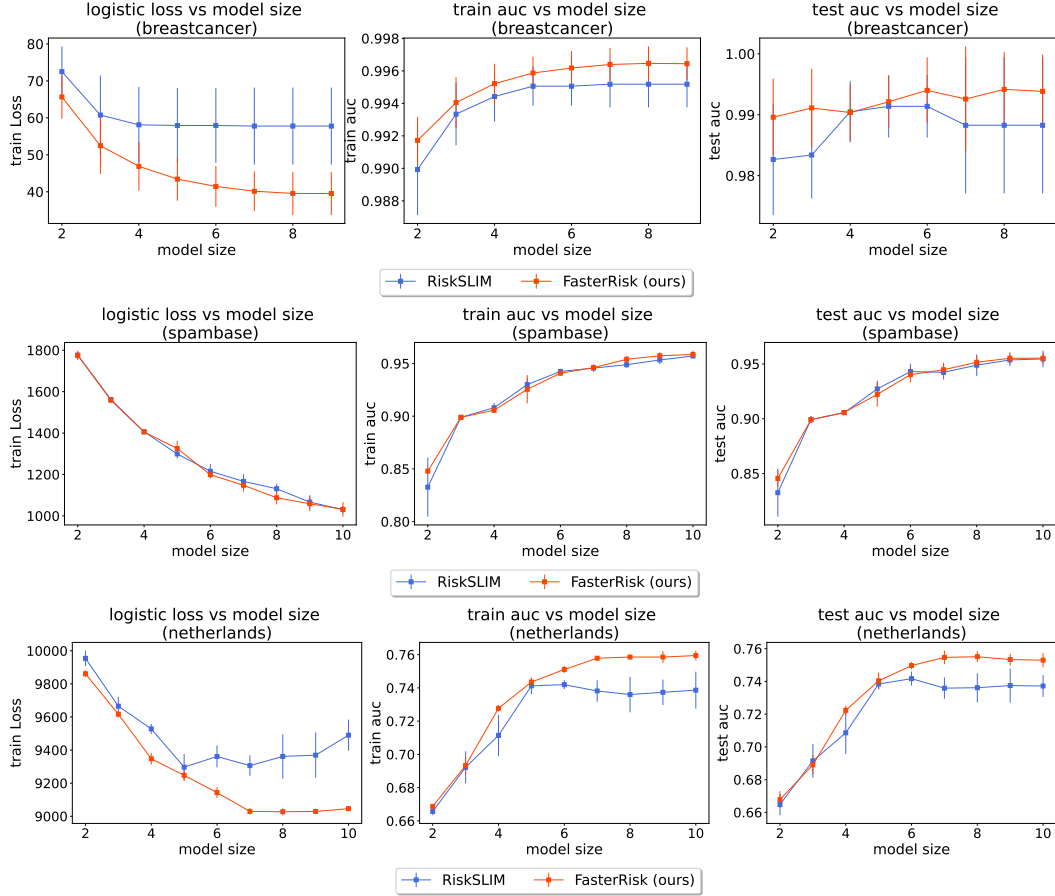 logistic loss vs model size
(breastcancer)
train Loss
80
70
60
50
40
2
4
6
8
model size
train auc vs model size
(breastcancer)
train auc
0.998
0.996
0.994
0.992
0.990
0.988
2
4
6
8
model size
test auc vs model size
(breastcancer)
test auc
1.00
0.99
0.98
2
4
6
8
model size
RiskSLIM
FasterRisk (ours)
logistic loss vs model size
(spambase)
train Loss
1800
1600
1400
1200
1000
2
4
6
8
10
model size
train auc vs model size
(spambase)
train auc
0.95
0.90
0.85
0.80
2
4
6
8
10
model size
test auc vs model size
(spambase)
test auc
0.95
0.90
0.85
2
4
6
8
10
model size
RiskSLIM
FasterRisk (ours)
logistic loss vs model size
(netherlands)
train Loss
10000
9800
9600
9400
9200
9000
2
4
6
8
10
model size
train auc vs model size
(netherlands)
train auc
0.76
0.74
0.72
0.70
0.68
0.66
2
4
6
8
10
model size
test auc vs model size
(netherlands)
test auc
0.76
0.74
0.72
0.70
0.68
0.66
2
4
6
8
10
model size
RiskSLIM
FasterRisk (ours)